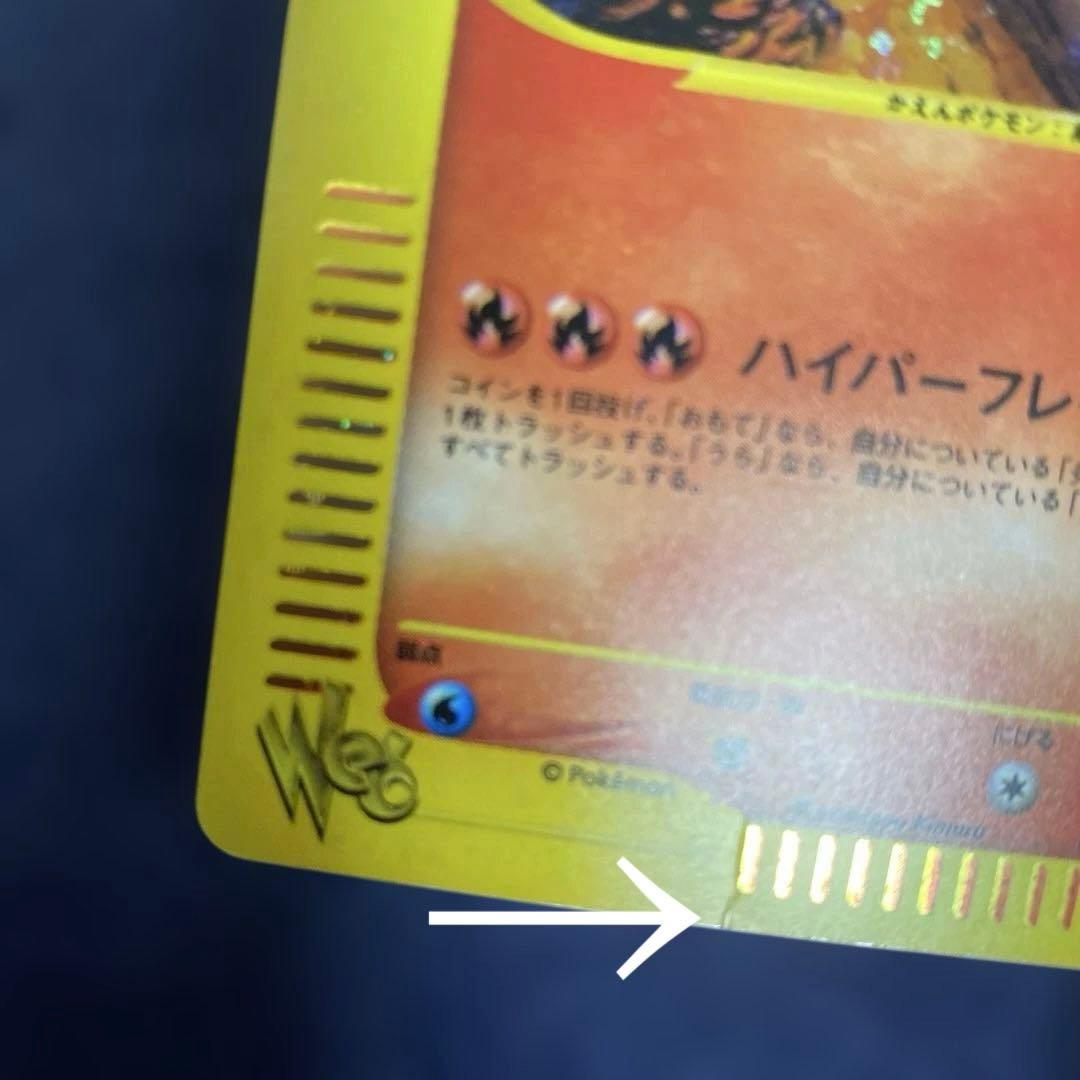 かえんポケモン：
ハイパーフレ
コインを1回投げ、「おもて」なら、自分についている「
1枚トラッシュする。「うら」なら、自分についている「
すべてトラッシュする。
弱点
にげる
© Pokémon
Kimura
Web